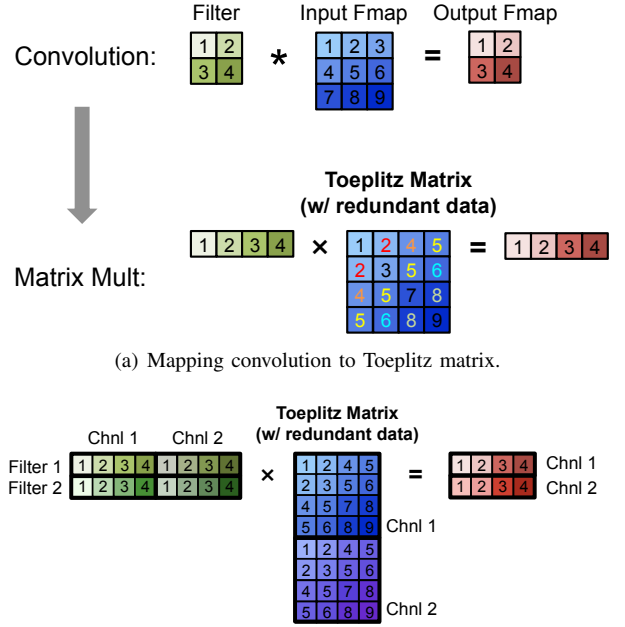 Filter Input Fmap Output Fmap
Convolution: 1 2 * 1 2 3 = 1 2
3 4 4 5 6 3 4
7 8 9
Toeplitz Matrix
(w/ redundant data)
1 2 3 4 × 1 2 4 5 = 1 2 3 4
2 3 5 6
Matrix Mult: 4 5 7 8
5 6 8 9
(a) Mapping convolution to Toeplitz matrix.
Toeplitz Matrix
(w/ redundant data)
Chnl 1 Chnl 2
Filter 1 1 2 3 4 1 2 3 4 × 1 2 4 5 = 1 2 3 4 Chnl 1
Filter 2 1 2 3 4 1 2 3 4 2 3 5 6 1 2 3 4 Chnl 2
4 5 7 8
5 6 8 9 Chnl 1
1 2 4 5
2 3 5 6
4 5 7 8
5 6 8 9 Chnl 2